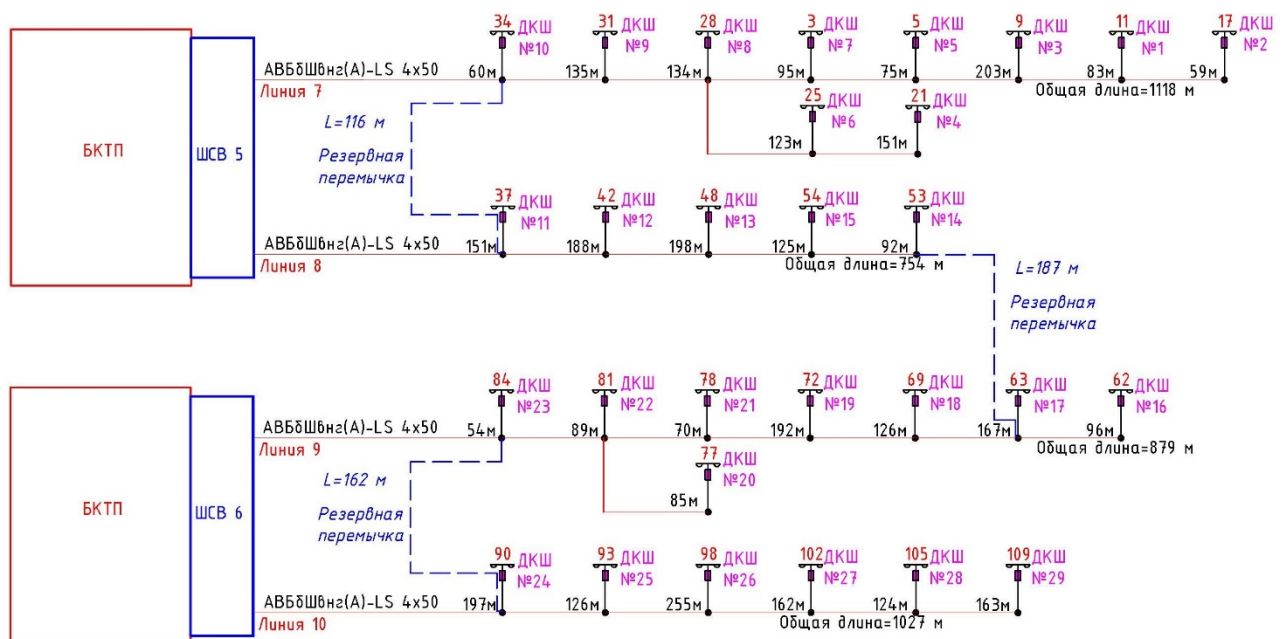 34 ДКШ №10
31 ДКШ №9
28 ДКШ №8
3 ДКШ №7
5 ДКШ №5
9 ДКШ №3
11 ДКШ №1
17 ДКШ №2
БКТП
ШСВ 5
АВБбШвнг(А)-LS 4x50
60м
135м
134м
95м
75м
203м
83м
59м
Линия 7
Общая длина=1118 м
25 ДКШ №6
21 ДКШ №4
123м
151м
L=116 м
Резервная
перемычка
37 ДКШ №11
42 ДКШ №12
48 ДКШ №13
54 ДКШ №15
53 ДКШ №14
АВБбШвнг(А)-LS 4x50
151м
188м
198м
125м
92м
Линия 8
Общая длина=754 м
L=187 м
Резервная
перемычка
84 ДКШ №23
81 ДКШ №22
78 ДКШ №21
72 ДКШ №19
69 ДКШ №18
63 ДКШ №17
62 ДКШ №16
БКТП
ШСВ 6
АВБбШвнг(А)-LS 4x50
54м
89м
70м
192м
126м
167м
96м
Линия 9
Общая длина=879 м
77 ДКШ №20
85м
L=162 м
Резервная
перемычка
90 ДКШ №24
93 ДКШ №25
98 ДКШ №26
102 ДКШ №27
105 ДКШ №28
109 ДКШ №29
АВБбШвнг(А)-LS 4x50
197м
126м
255м
162м
124м
163м
Линия 10
Общая длина=1027 м